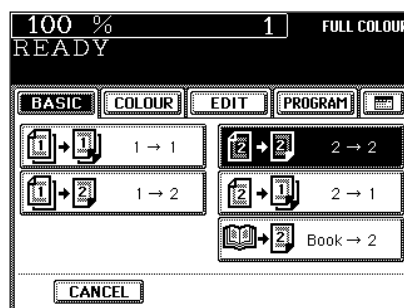 100 % 1 FULL COLOUR
READY
BASIC COLOUR EDIT PROGRAM
1 → 1 2 → 2
1 → 2 2 → 1
Book → 2
CANCEL